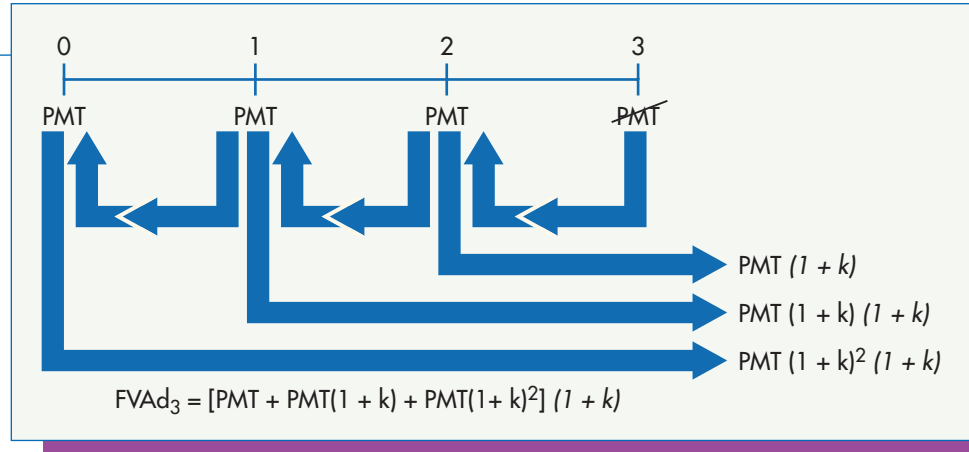 0 1 2 3
PMT PMT PMT PMT
PMT (1 + k)
PMT (1 + k) (1 + k)
PMT (1 + k)² (1 + k)
FVAd₃ = [PMT + PMT(1 + k) + PMT(1+ k)²] (1 + k)